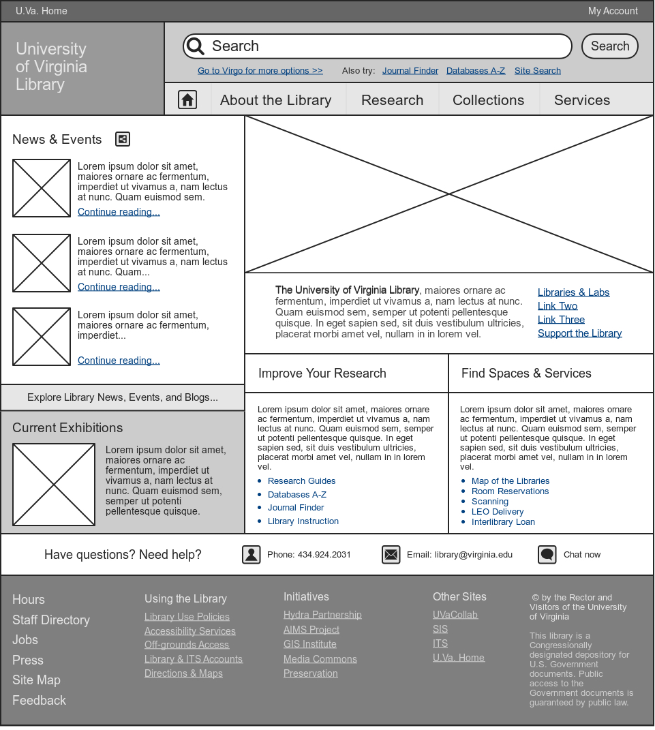 U.Va. Home
My Account
University
of Virginia
Library
Search
Search
Go to Virgo for more options >>
Also try:
Journal Finder
Databases A-Z
Site Search
About the Library
Research
Collections
Services
News & Events
Lorem ipsum dolor sit amet,
maiores ornare ac fermentum,
imperdiet ut vivamus a, nam lectus
at nunc. Quam euismod sem.
Continue reading...
Lorem ipsum dolor sit amet,
maiores ornare ac fermentum,
imperdiet ut vivamus a, nam lectus
at nunc. Quam...
Continue reading...
Lorem ipsum dolor sit amet,
maiores ornare ac fermentum,
imperdiet...
Continue reading...
Explore Library News, Events, and Blogs...
Current Exhibitions
Lorem ipsum dolor sit amet,
maiores ornare ac
fermentum, imperdiet ut
vivamus a, nam lectus at
nunc. Quam euismod sem,
semper ut potenti
pellentesque quisque.
The University of Virginia Library, maiores ornare ac
fermentum, imperdiet ut vivamus a, nam lectus at nunc.
Quam euismod sem, semper ut potenti pellentesque
quisque. In eget sapien sed, sit duis vestibulum ultricies,
placerat morbi amet vel, nullam in in lorem vel.
Libraries & Labs
Link Two
Link Three
Support the Library
Improve Your Research
Lorem ipsum dolor sit amet, maiores ornare ac
fermentum, imperdiet ut vivamus a, nam
lectus at nunc. Quam euismod sem, semper
ut potenti pellentesque quisque. In eget
sapien sed, sit duis vestibulum ultricies,
placerat morbi amet vel, nullam in in lorem
vel.
Research Guides
Databases A-Z
Journal Finder
Library Instruction
Find Spaces & Services
Lorem ipsum dolor sit amet, maiores ornare ac
fermentum, imperdiet ut vivamus a, nam
lectus at nunc. Quam euismod sem, semper
ut potenti pellentesque quisque. In eget
sapien sed, sit duis vestibulum ultricies,
placerat morbi amet vel, nullam in in lorem
vel.
Map of the Libraries
Room Reservations
Scanning
LEO Delivery
Interlibrary Loan
Have questions? Need help?
Phone: 434.924.2031
Email: library@virginia.edu
Chat now
Hours
Staff Directory
Jobs
Press
Site Map
Feedback
Using the Library
Library Use Policies
Accessibility Services
Off-grounds Access
Library & ITS Accounts
Directions & Maps
Initiatives
Hydra Partnership
AIMS Project
GIS Institute
Media Commons
Preservation
Other Sites
UVaCollab
SIS
ITS
U.Va. Home
© by the Rector and
Visitors of the University
of Virginia
This library is a
Congressionally
designated depository for
U.S. Government
documents. Public
access to the
Government documents is
guaranteed by public law.